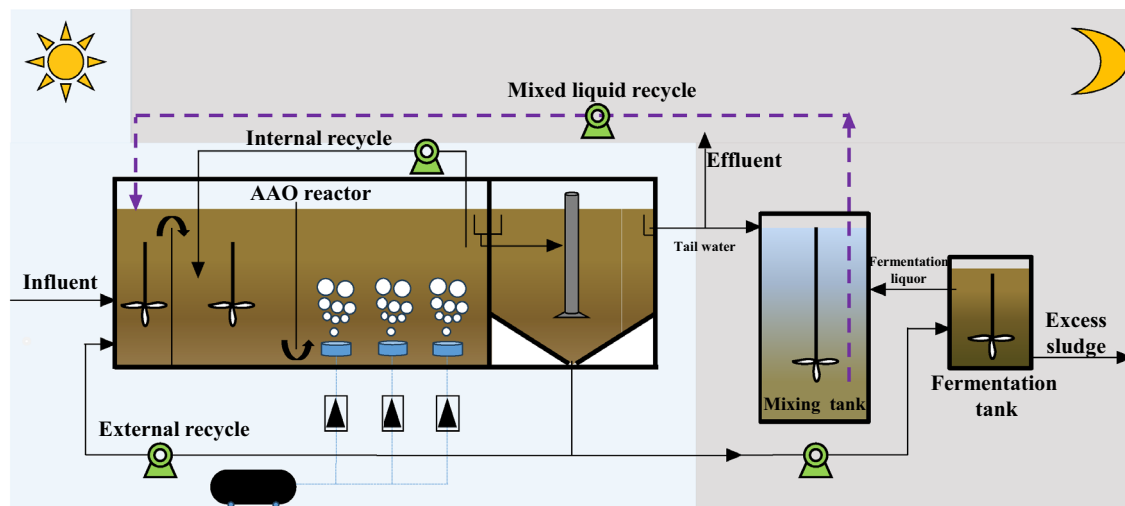 Mixed liquid recycle
Internal recycle
Effluent
AAO reactor
Tail water
Fermentation
liquor
Influent
Excess
sludge
Fermentation
tank
Mixing tank
External recycle